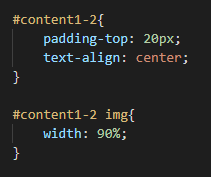 #content1-2{
    padding-top: 20px;
    text-align: center;
}

#content1-2 img{
    width: 90%;
}